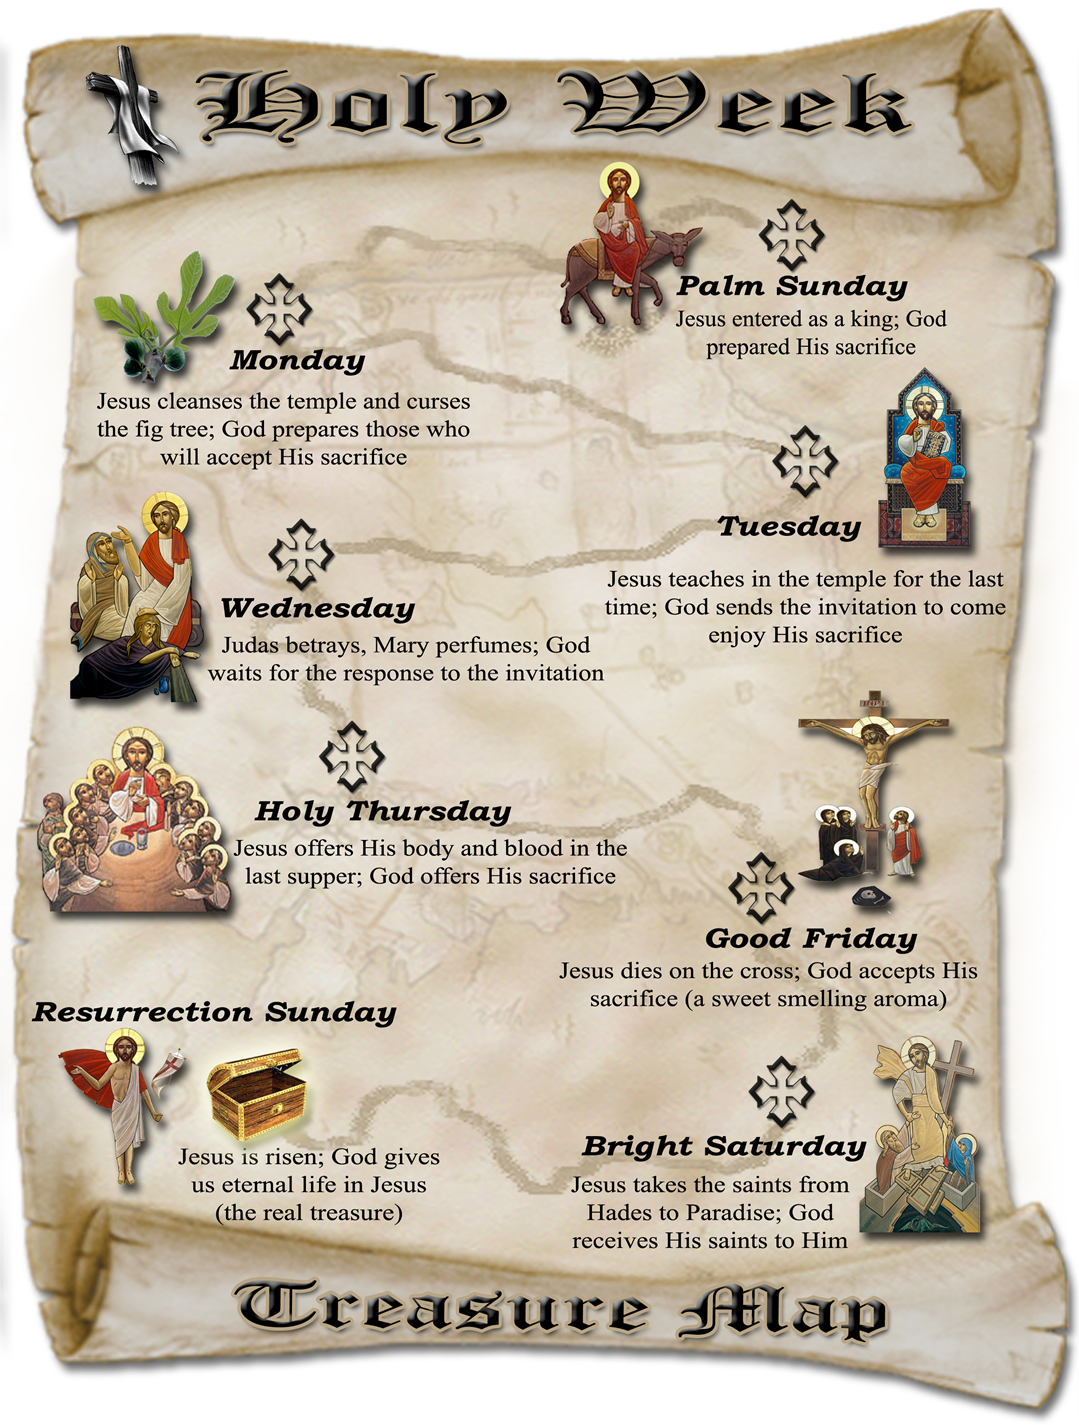 Holy Week
Palm Sunday
Jesus entered as a king; God
prepared His sacrifice
Monday
Jesus cleanses the temple and curses
the fig tree; God prepares those who
will accept His sacrifice
Tuesday
Jesus teaches in the temple for the last
time; God sends the invitation to come
enjoy His sacrifice
Wednesday
Judas betrays, Mary perfumes; God
waits for the response to the invitation
Holy Thursday
Jesus offers His body and blood in the
last supper; God offers His sacrifice
Good Friday
Jesus dies on the cross; God accepts His
sacrifice (a sweet smelling aroma)
Bright Saturday
Jesus takes the saints from
Hades to Paradise; God
receives His saints to Him
Resurrection Sunday
Jesus is risen; God gives
us eternal life in Jesus
(the real treasure)
Treasure Map